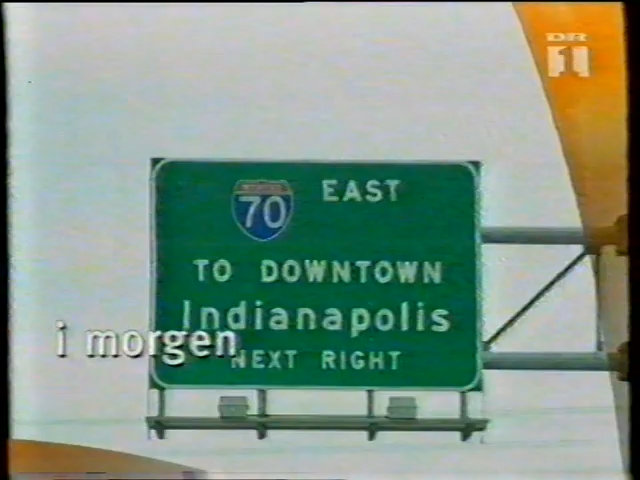 DR
1
INTERSTATE
70
EAST
TO DOWNTOWN
Indianapolis
i morgen
NEXT RIGHT